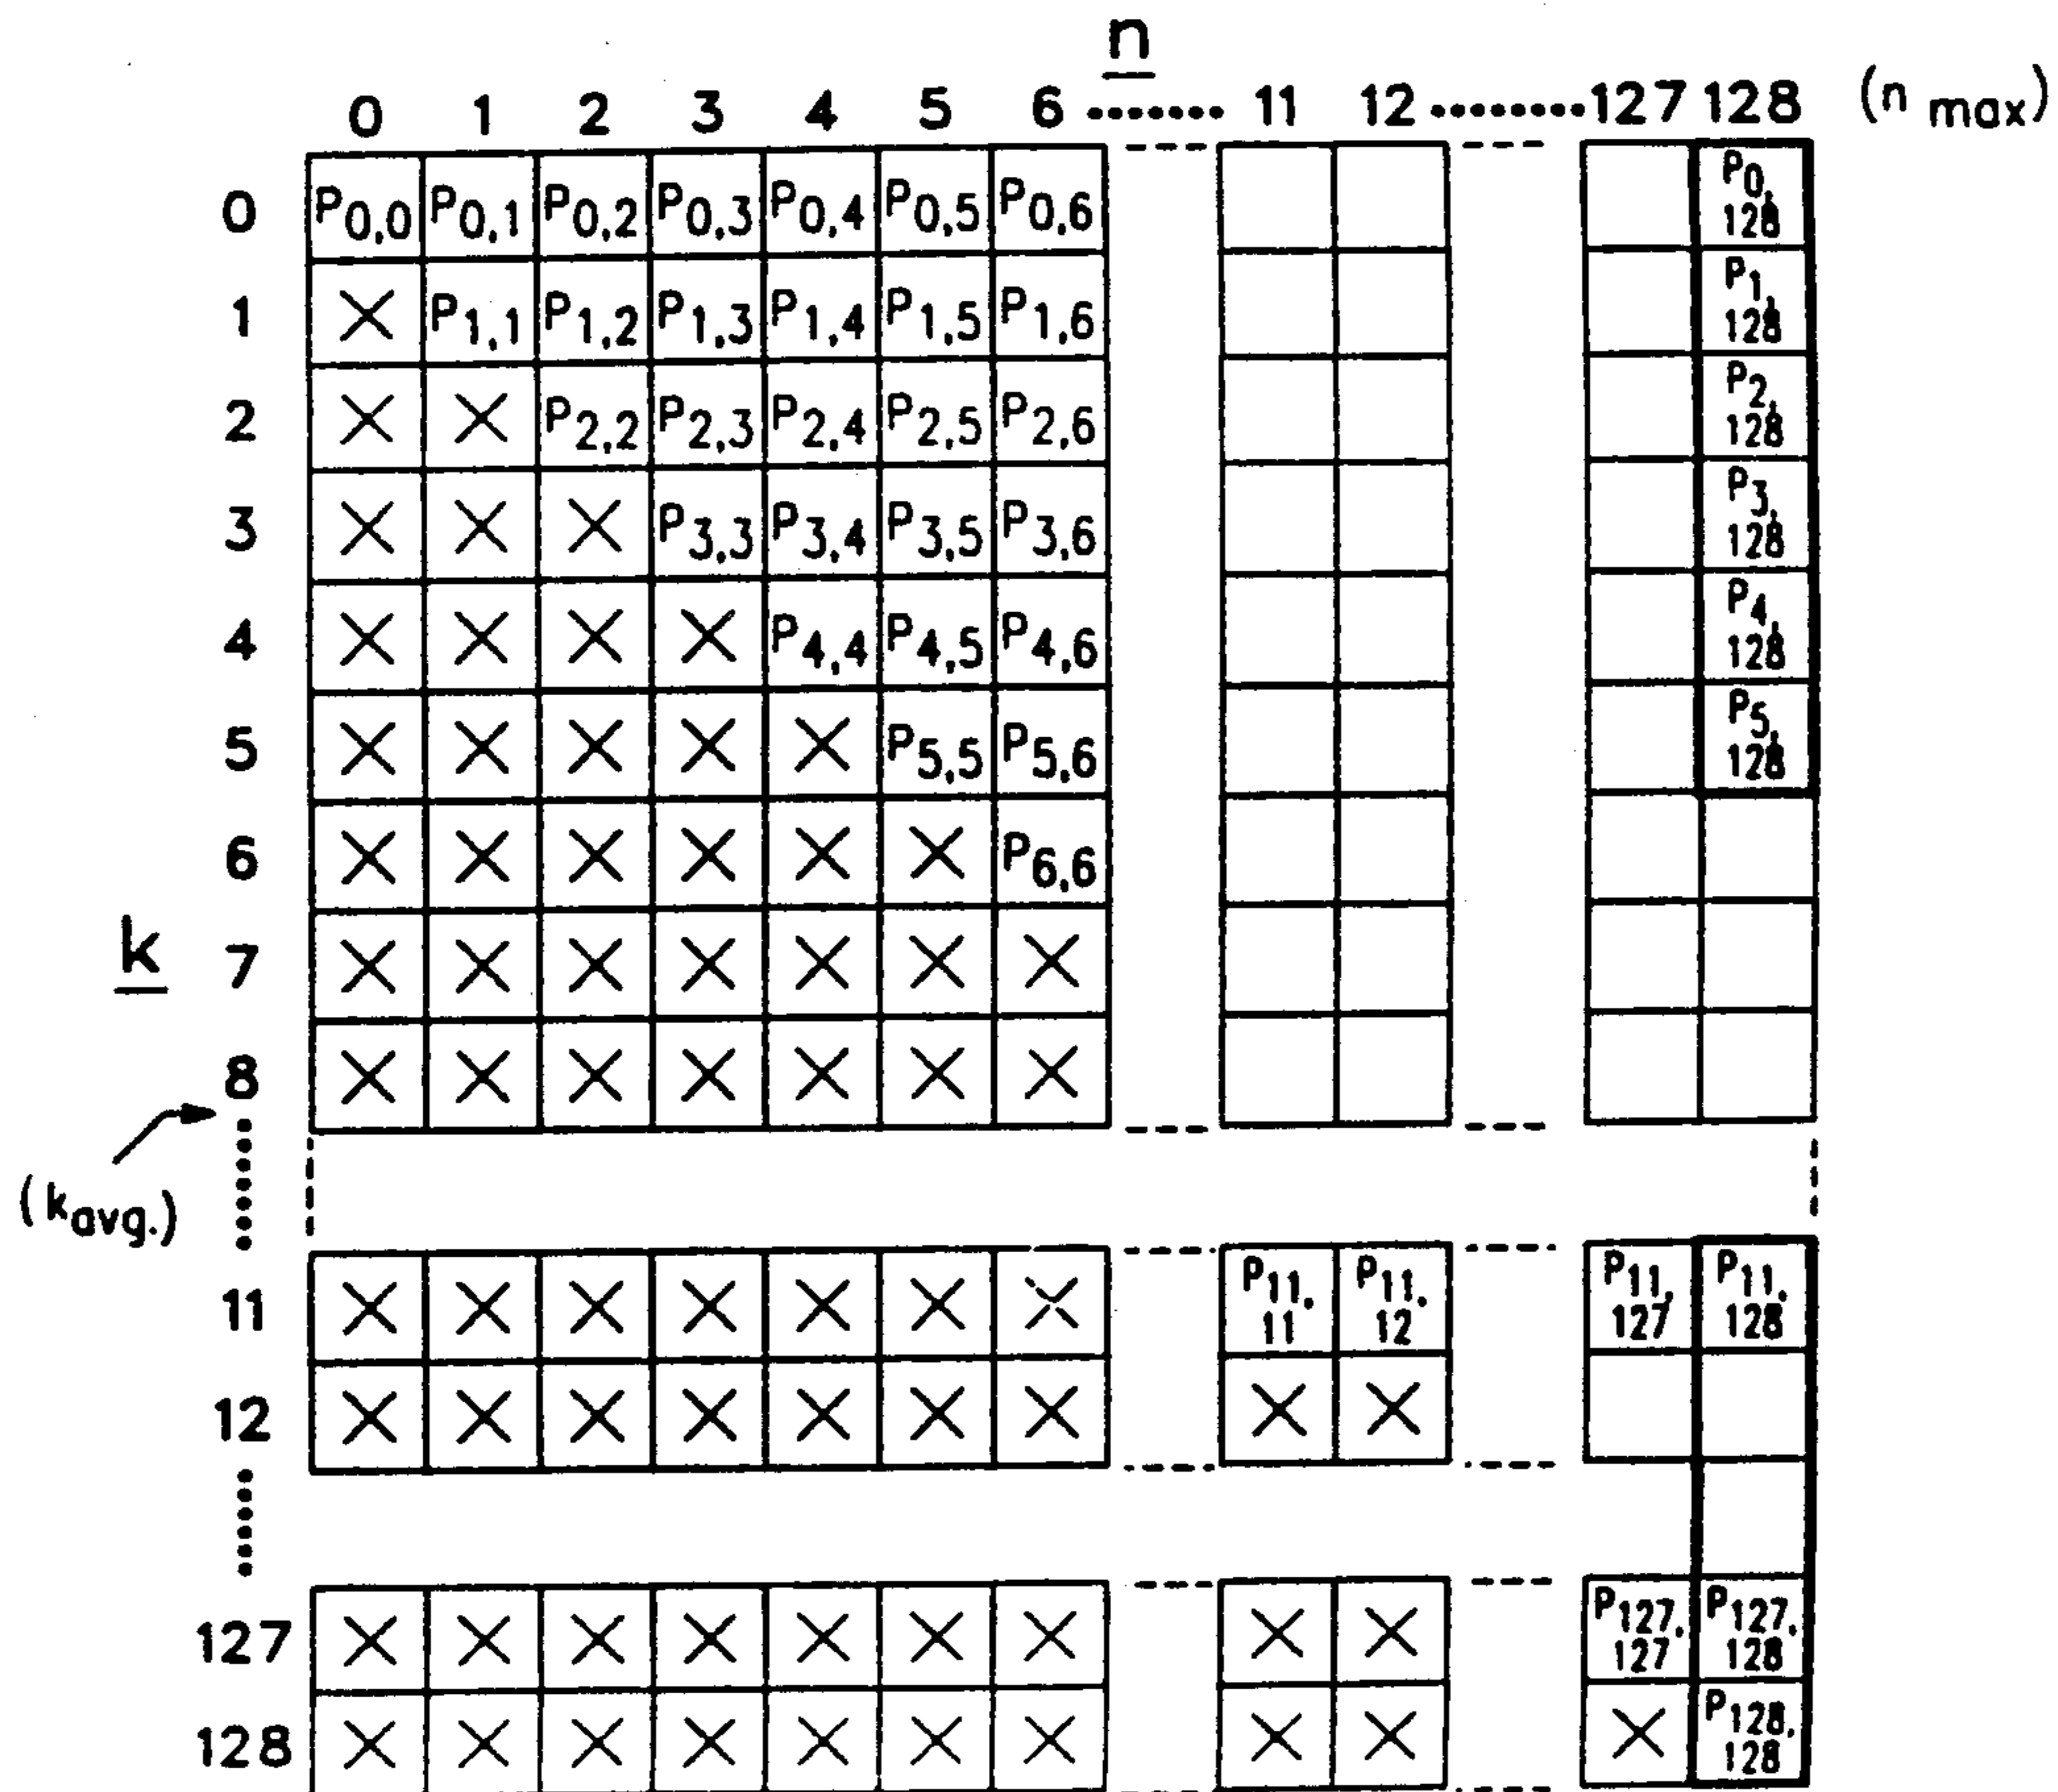 n
0 1 2 3 4 5 6 ....... 11 12 ........ 127 128 (n max)
0 P0,0 P0,1 P0,2 P0,3 P0,4 P0,5 P0,6 P0, 128
1 X P1,1 P1,2 P1,3 P1,4 P1,5 P1,6 P1, 128
2 X X P2,2 P2,3 P2,4 P2,5 P2,6 P2, 128
3 X X X P3,3 P3,4 P3,5 P3,6 P3, 128
4 X X X X P4,4 P4,5 P4,6 P4, 128
5 X X X X X P5,5 P5,6 P5, 128
6 X X X X X X P6,6
k
7 X X X X X X X
8 X X X X X X X
(kavg.)
11 X X X X X X X P11, 11 P11, 12 P11, 127 P11, 128
12 X X X X X X X X X
127 X X X X X X X X X P127, 127 P127, 128
128 X X X X X X X X X X P128, 128